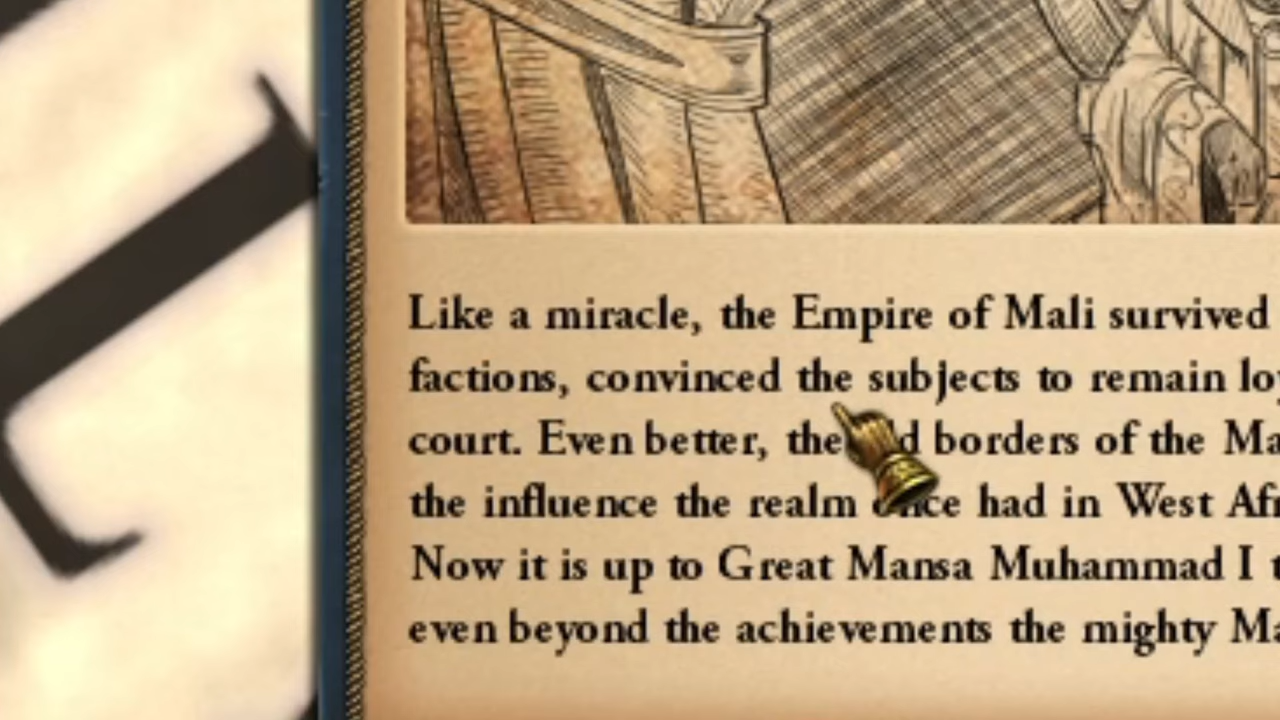 Like a miracle, the Empire of Mali survived
factions, convinced the subjects to remain
court. Even better, the borders of the
the influence the realm once had in West
Now it is up to Great Mansa Muhammad I
even beyond the achievements the mighty